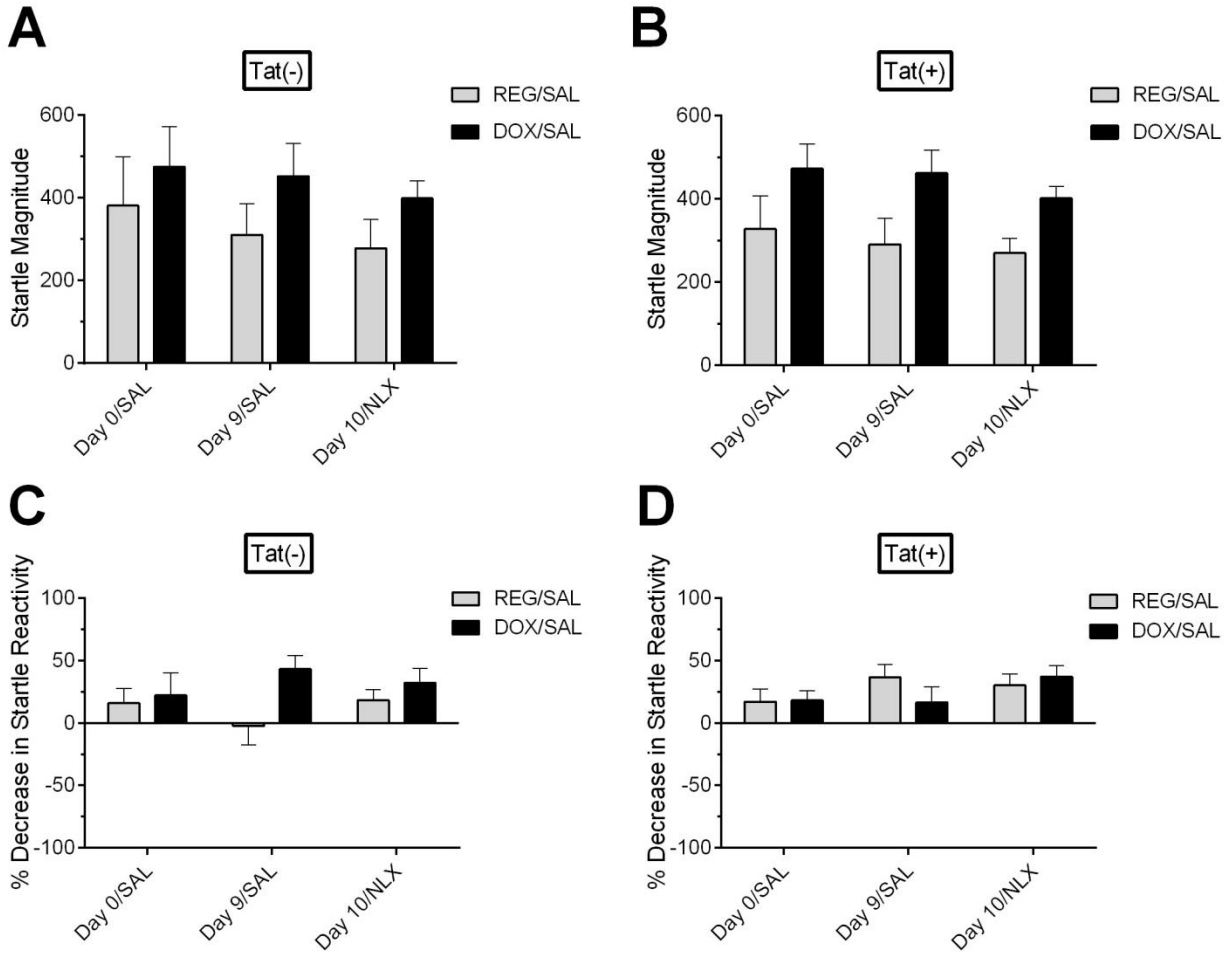 A
Tat(-)
REG/SAL
DOX/SAL
Startle Magnitude
600
400
200
0
Day 0/SAL
Day 9/SAL
Day 10/NLX
B
Tat(+)
REG/SAL
DOX/SAL
Startle Magnitude
600
400
200
0
Day 0/SAL
Day 9/SAL
Day 10/NLX
C
Tat(-)
REG/SAL
DOX/SAL
% Decrease in Startle Reactivity
100
50
0
-50
-100
Day 0/SAL
Day 9/SAL
Day 10/NLX
D
Tat(+)
REG/SAL
DOX/SAL
% Decrease in Startle Reactivity
100
50
0
-50
-100
Day 0/SAL
Day 9/SAL
Day 10/NLX